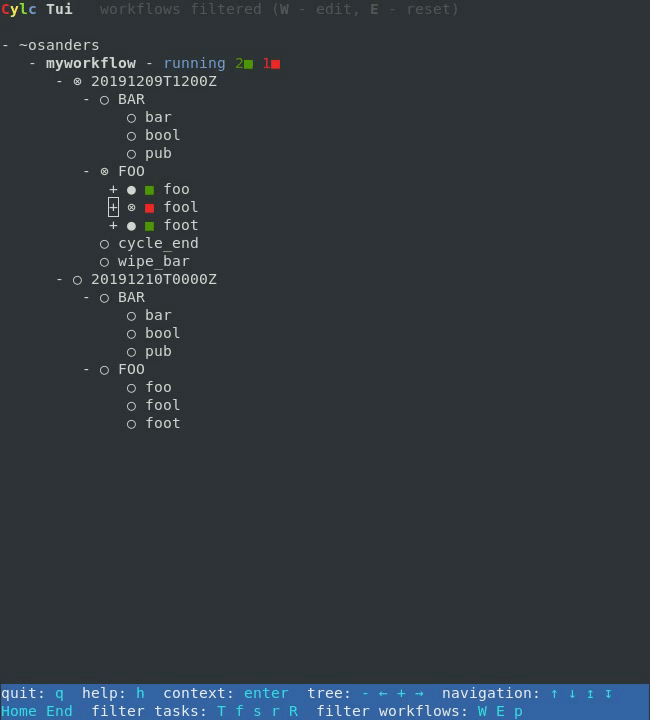 Cylc Tui   workflows filtered (W - edit, E - reset)
- ~osanders
   - myworkflow - running 2■ 1■
      - ⊗ 20191209T1200Z
         - ○ BAR
              ○ bar
              ○ bool
              ○ pub
         - ⊗ FOO
            + ● ■ foo
            + ⊗ ■ fool
            + ● ■ foot
           ○ cycle_end
           ○ wipe_bar
      - ○ 20191210T0000Z
         - ○ BAR
              ○ bar
              ○ bool
              ○ pub
         - ○ FOO
              ○ foo
              ○ fool
              ○ foot
quit: q  help: h  context: enter  tree: - ← + →  navigation: ↑ ↓ ↥ ↧
Home End  filter tasks: T f s r R  filter workflows: W E p